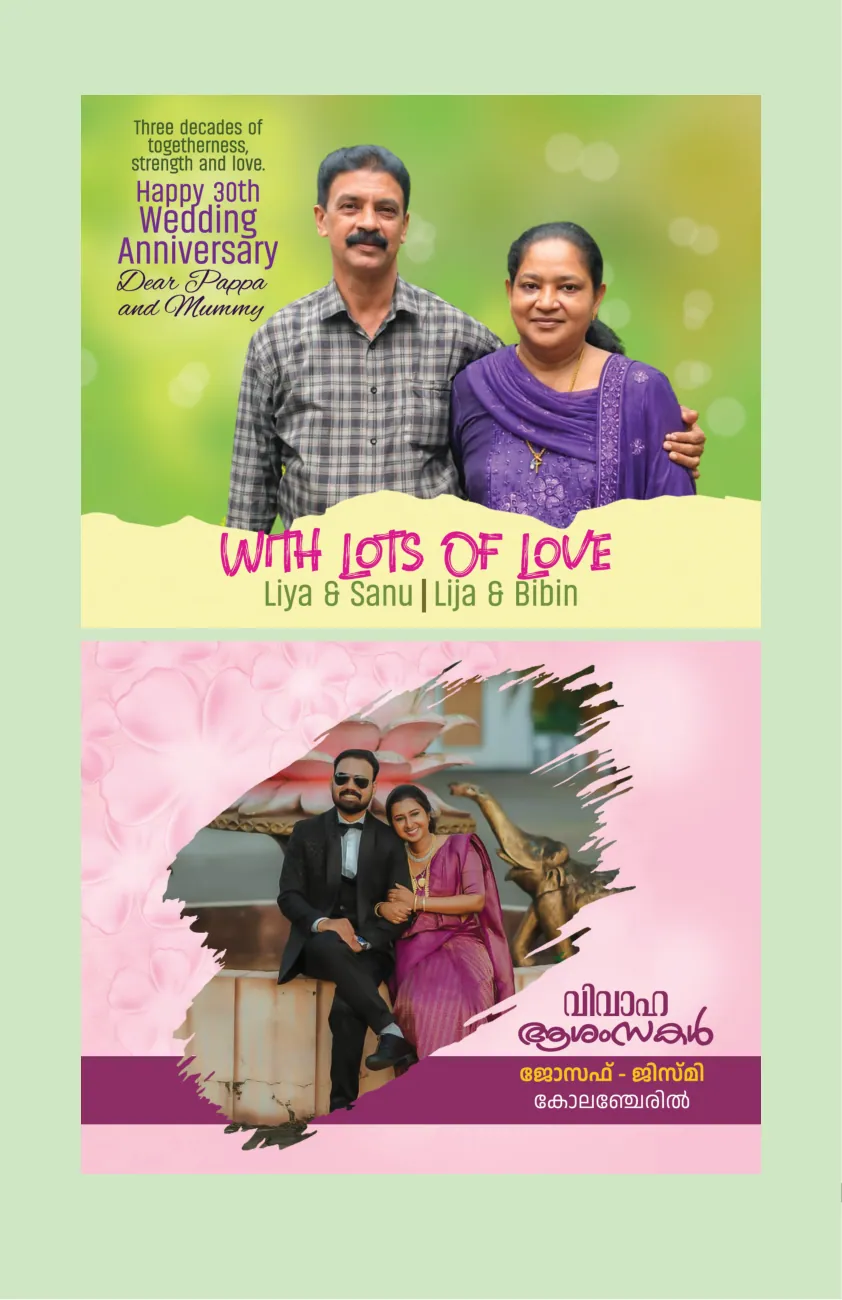 Three decades of
togetherness,
strength and love.
Happy 30th
Wedding
Anniversary
Dear Pappa
and Mummy
WITH LOTS OF LOVE
Liya & Sanu | Lija & Bibin
വിവാഹ
ആശംസകൾ
ജോസഫ് - ജിസ്മി
കോലഞ്ചേരിൽ